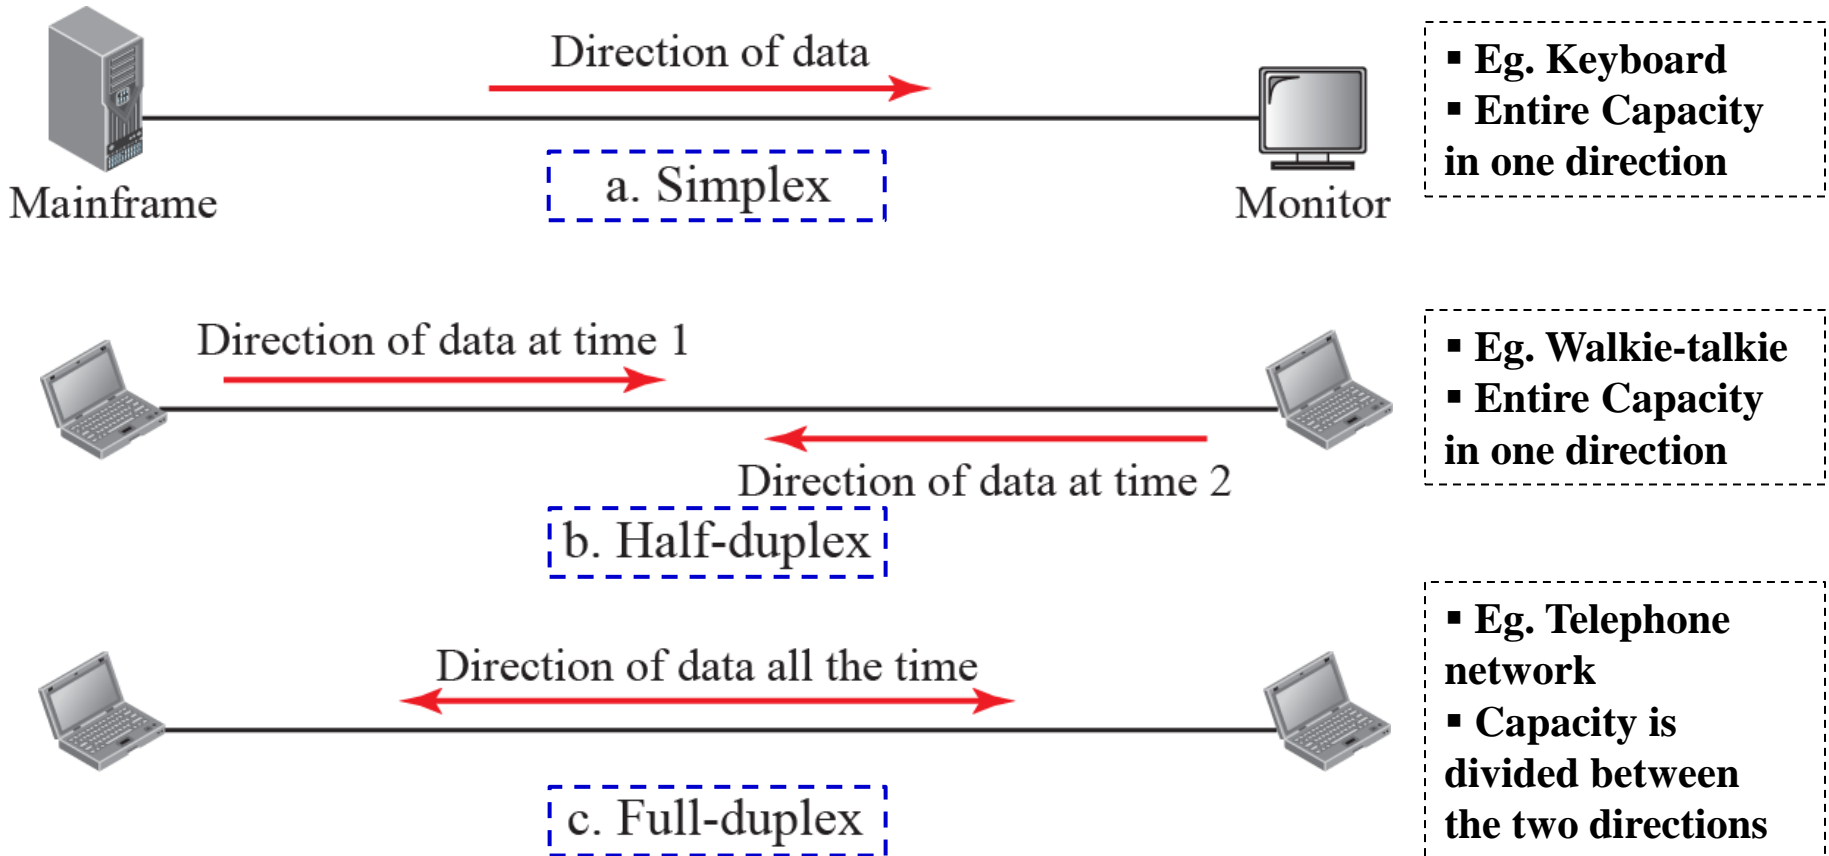 Direction of data
Mainframe
a. Simplex
Monitor
▪ Eg. Keyboard
▪ Entire Capacity
in one direction
Direction of data at time 1
Direction of data at time 2
b. Half-duplex
▪ Eg. Walkie-talkie
▪ Entire Capacity
in one direction
Direction of data all the time
c. Full-duplex
▪ Eg. Telephone
network
▪ Capacity is
divided between
the two directions